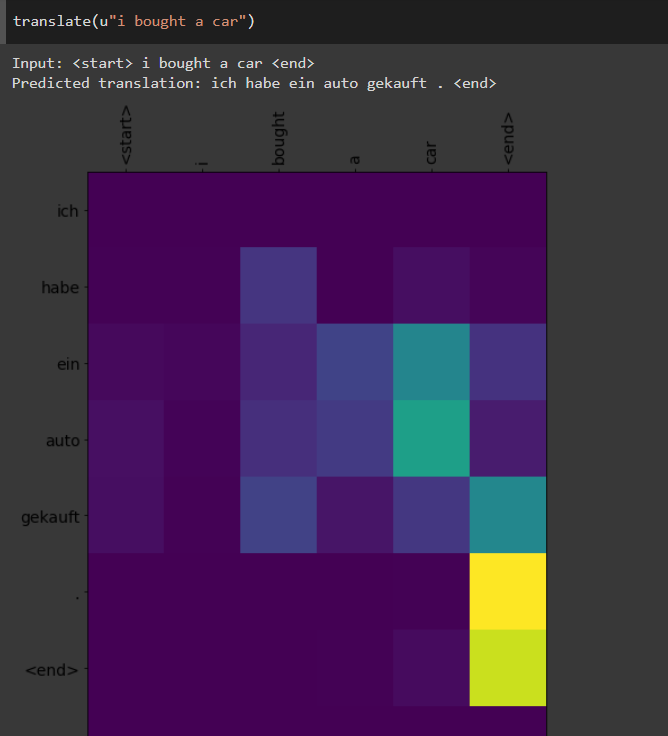 translate(u"i bought a car")
Input: <start> i bought a car <end>
Predicted translation: ich habe ein auto gekauft . <end>
<start> i bought a car <end>
ich
habe
ein
auto
gekauft
.
<end>